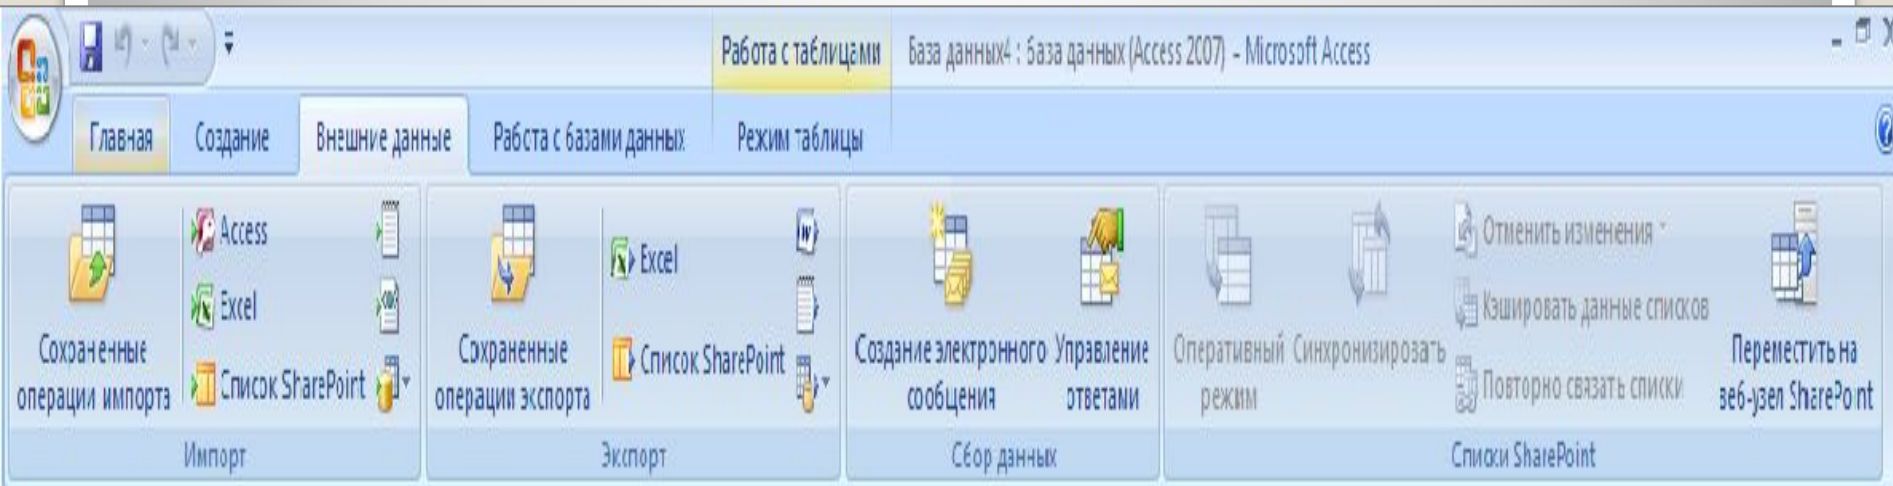 Работа с таблицами
База данных4 : база данных (Access 2007) - Microsoft Access
Главная
Создание
Внешние данные
Работа с базами данных
Режим таблицы
Сохраненные
операции импорта
Access
Excel
Список SharePoint
Импорт
Сохраненные
операции экспорта
Excel
Список SharePoint
Экспорт
Создание электронного
сообщения
Управление
ответами
Сбор данных
Оперативный
режим
Синхронизировать
Отменить изменения
Кэшировать данные списков
Повторно связать списки
Переместить на
веб-узел SharePoint
Списки SharePoint